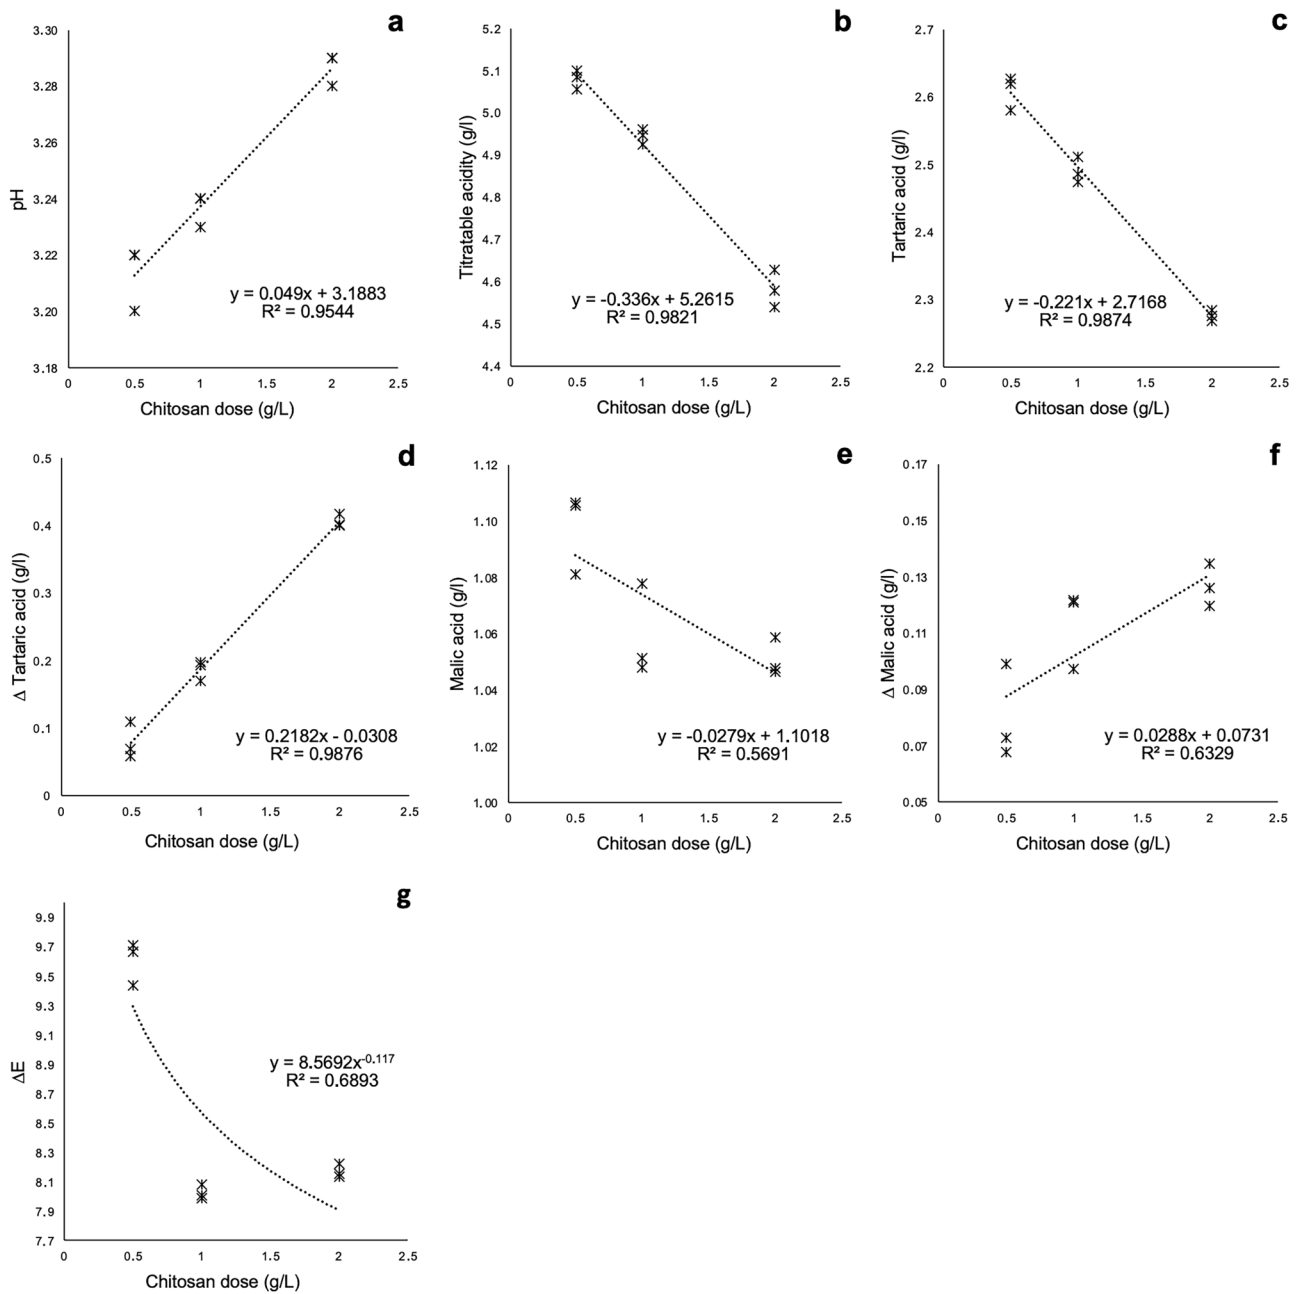 a
3.30
3.28
3.26
3.24
3.22
3.20
3.18
pH
y = 0.049x + 3.1883
R² = 0.9544
0 0.5 1 1.5 2 2.5
Chitosan dose (g/L)
b
5.2
5.1
5.0
4.9
4.8
4.7
4.6
4.5
4.4
Titratable acidity (g/l)
y = -0.336x + 5.2615
R² = 0.9821
0 0.5 1 1.5 2 2.5
Chitosan dose (g/L)
c
2.7
2.6
2.5
2.4
2.3
2.2
Tartaric acid (g/l)
y = -0.221x + 2.7168
R² = 0.9874
0 0.5 1 1.5 2 2.5
Chitosan dose (g/L)
d
0.5
0.4
0.3
0.2
0.1
0
Δ Tartaric acid (g/l)
y = 0.2182x - 0.0308
R² = 0.9876
0 0.5 1 1.5 2 2.5
Chitosan dose (g/L)
e
1.12
1.10
1.08
1.06
1.04
1.02
1.00
Malic acid (g/l)
y = -0.0279x + 1.1018
R² = 0.5691
0 0.5 1 1.5 2 2.5
Chitosan dose (g/L)
f
0.17
0.15
0.13
0.11
0.09
0.07
0.05
Δ Malic acid (g/l)
y = 0.0288x + 0.0731
R² = 0.6329
0 0.5 1 1.5 2 2.5
Chitosan dose (g/L)
g
9.9
9.7
9.5
9.3
9.1
8.9
8.7
8.5
8.3
8.1
7.9
7.7
ΔE
y = 8.5692x⁻⁰·¹¹⁷
R² = 0.6893
0 0.5 1 1.5 2 2.5
Chitosan dose (g/L)